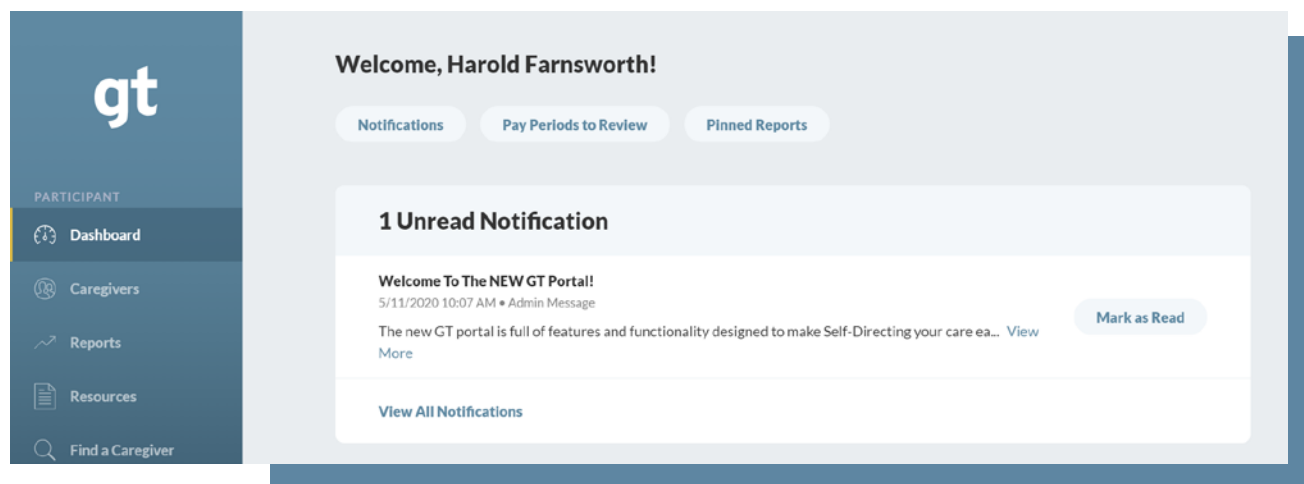 gt
PARTICIPANT
Dashboard
Caregivers
Reports
Resources
Find a Caregiver
Welcome, Harold Farnsworth!
Notifications
Pay Periods to Review
Pinned Reports
1 Unread Notification
Welcome To The NEW GT Portal!
5/11/2020 10:07 AM • Admin Message
The new GT portal is full of features and functionality designed to make Self-Directing your care ea... View
More
Mark as Read
View All Notifications